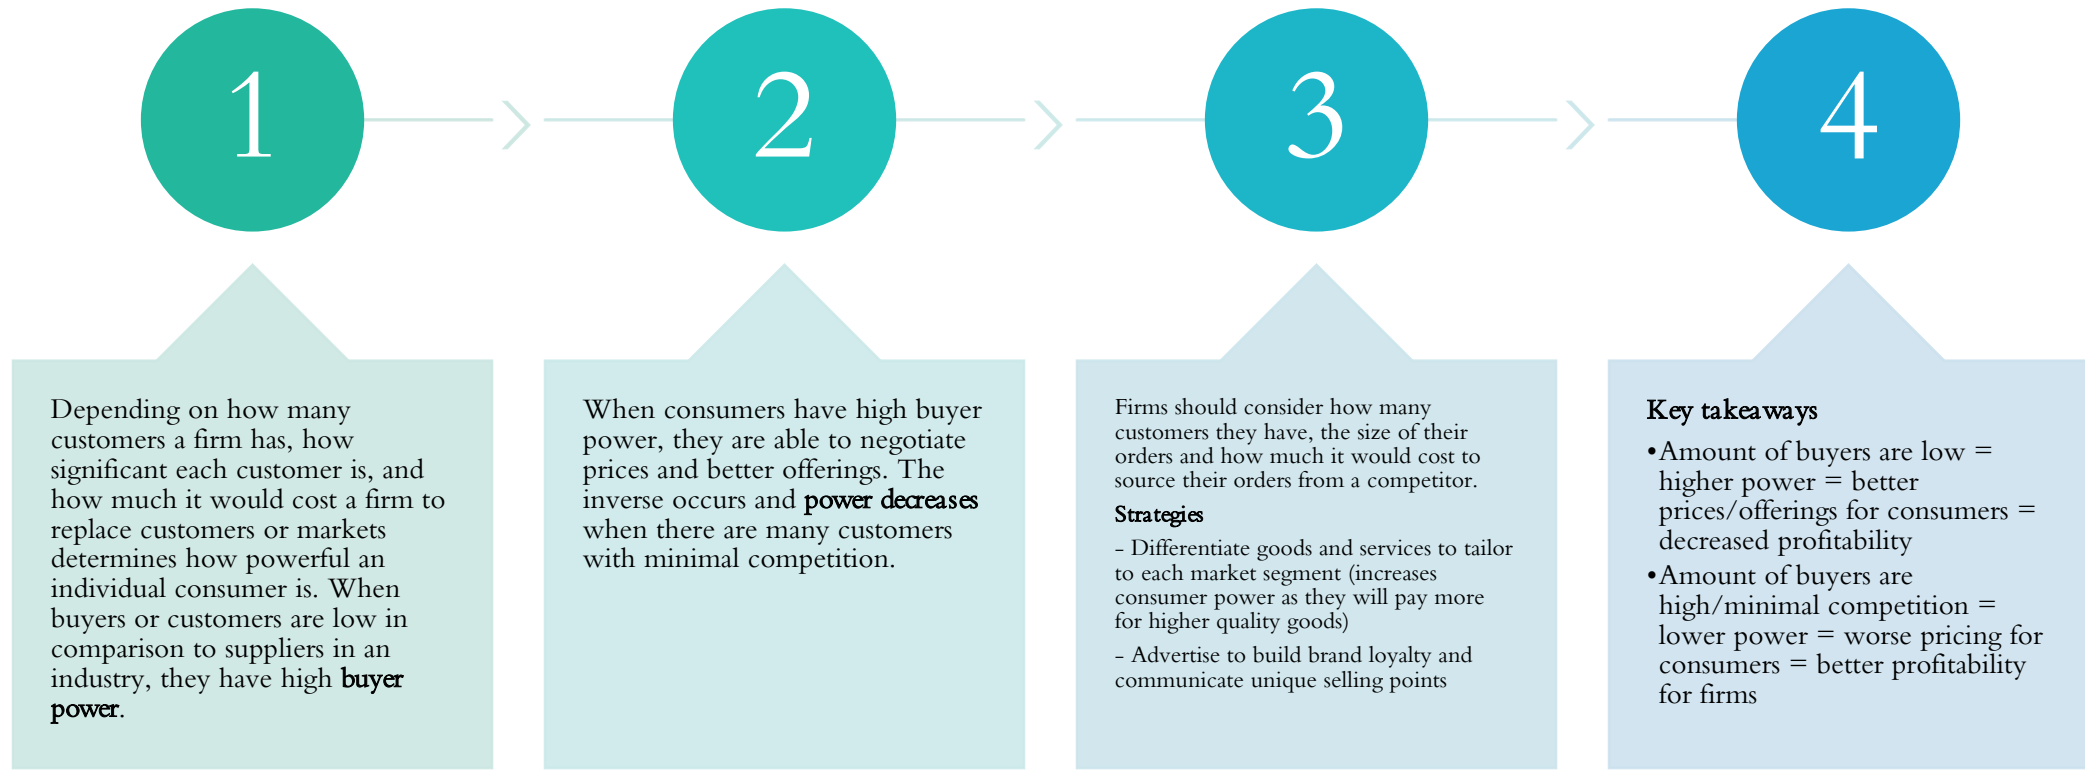 1
2
3
4
Depending on how many
customers a firm has, how
significant each customer is, and
how much it would cost a firm to
replace customers or markets
determines how powerful an
individual consumer is. When
buyers or customers are low in
comparison to suppliers in an
industry, they have high buyer
power.
When consumers have high buyer
power, they are able to negotiate
prices and better offerings. The
inverse occurs and power decreases
when there are many customers
with minimal competition.
Firms should consider how many
customers they have, the size of their
orders and how much it would cost to
source their orders from a competitor.
Strategies
- Differentiate goods and services to tailor
to each market segment (increases
consumer power as they will pay more
for higher quality goods)
- Advertise to build brand loyalty and
communicate unique selling points
Key takeaways
•Amount of buyers are low =
higher power = better
prices/offerings for consumers =
decreased profitability
•Amount of buyers are
high/minimal competition =
lower power = worse pricing for
consumers = better profitability
for firms